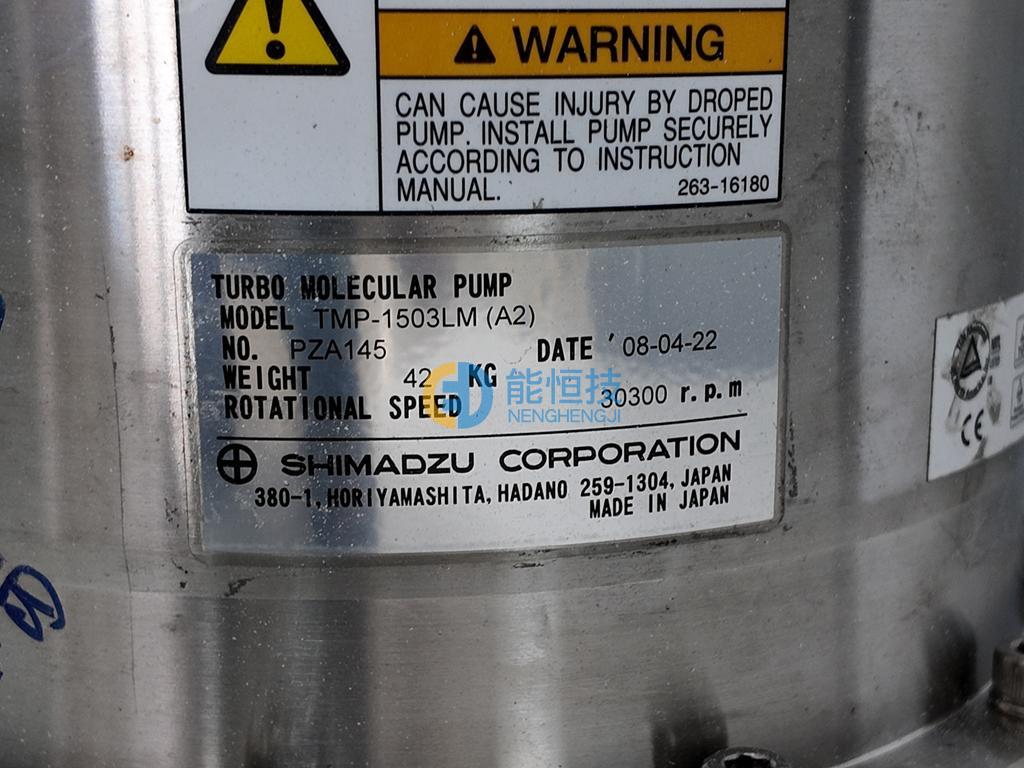 WARNING
CAN CAUSE INJURY BY DROPED
PUMP. INSTALL PUMP SECURELY
ACCORDING TO INSTRUCTION
MANUAL.
263-16180
TURBO MOLECULAR PUMP
MODEL TMP-1503LM (A2)
NO. PZA145 DATE '08-04-22
WEIGHT 42 KG
ROTATIONAL SPEED 30300 r.p.m
能恒技
NENGHENGJI
SHIMADZU CORPORATION
380-1, HORIYAMASHITA, HADANO 259-1304, JAPAN
MADE IN JAPAN
CE